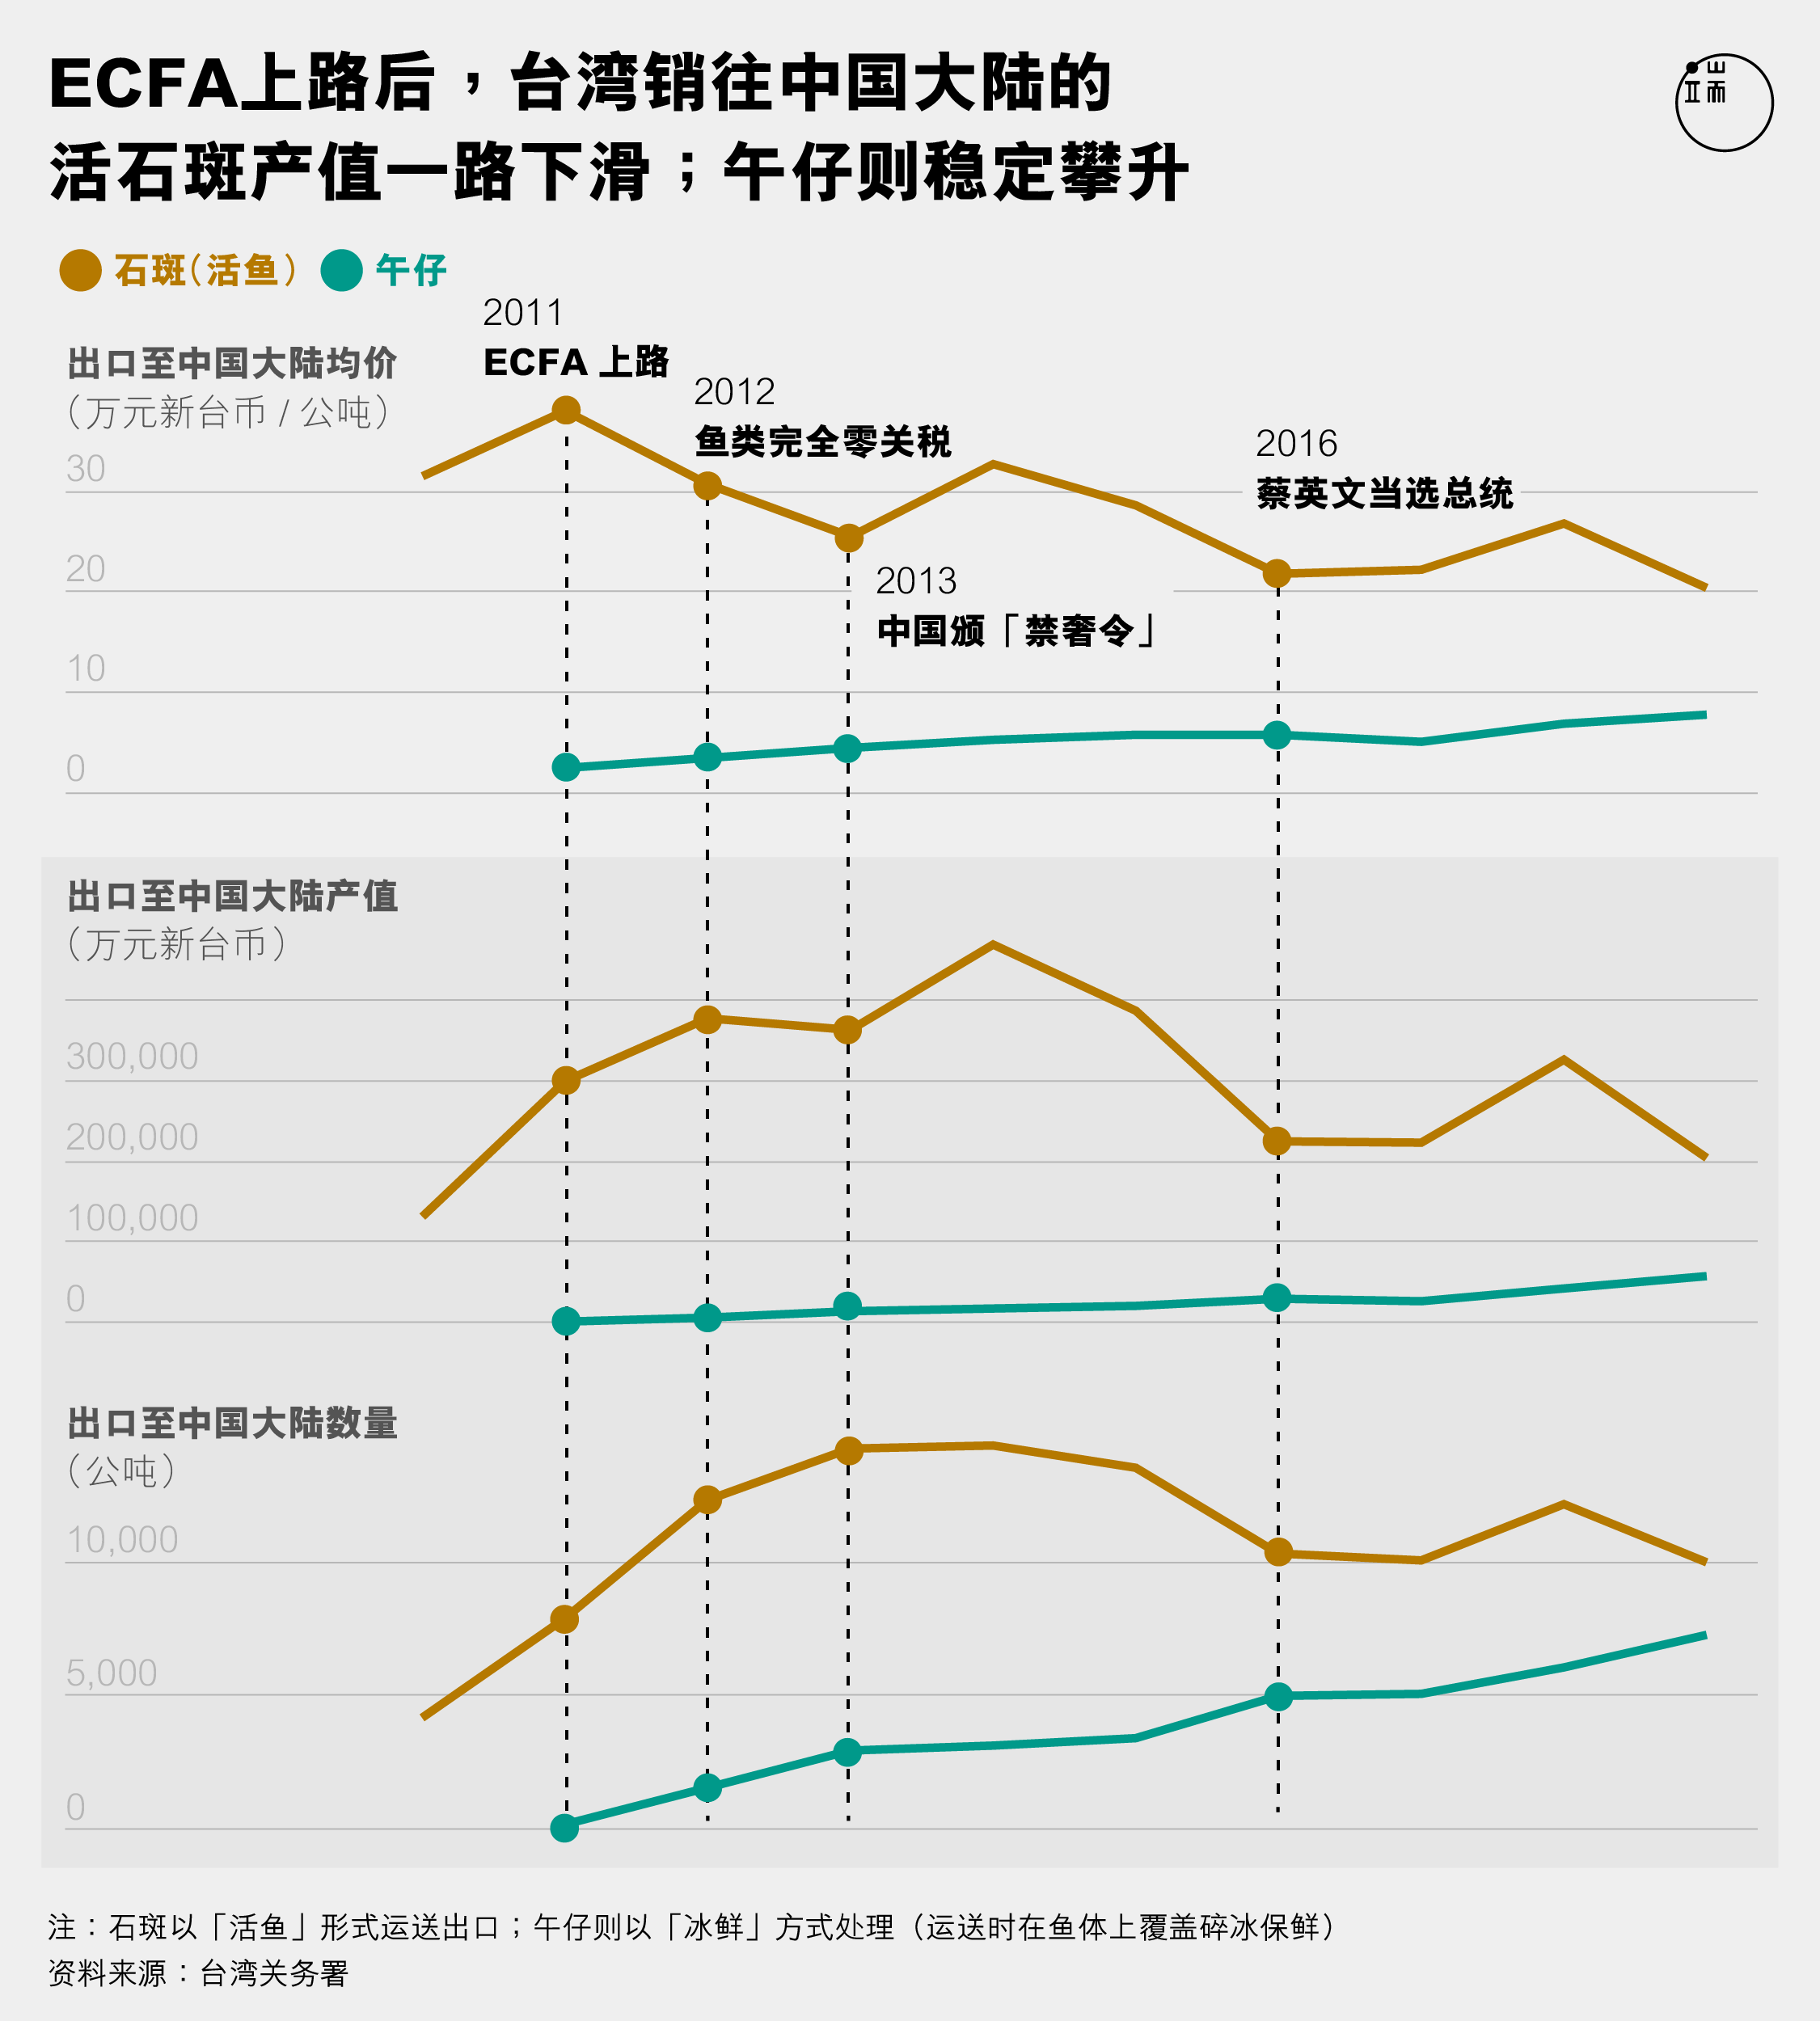 ECFA上路后，台湾销往中国大陆的
活石斑产值一路下滑；午仔则稳定攀升
端
石斑（活鱼） 午仔
出口至中国大陆均价
（万元新台币 / 公吨）
2011
ECFA 上路
2012
鱼类完全零关税
2016
蔡英文当选总统
30
20
2013
中国颁「禁奢令」
10
0
出口至中国大陆产值
（万元新台币）
300,000
200,000
100,000
0
出口至中国大陆数量
（公吨）
10,000
5,000
0
注：石斑以「活鱼」形式运送出口；午仔则以「冰鲜」方式处理（运送时在鱼体上覆盖碎冰保鲜）
资料来源：台湾关务署